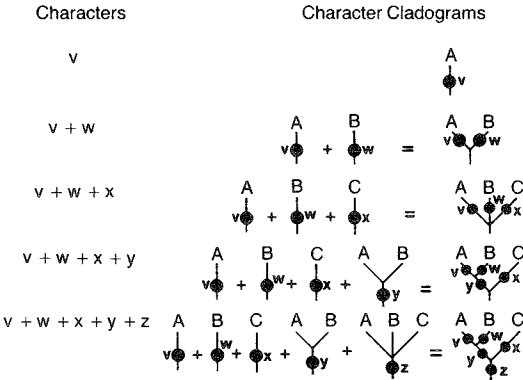 Characters Character Cladograms
v A
v
v + w A B A B
v + w = v w
v + w + x A B C A B C
v + w + x = v w x
v + w + x + y A B C A B A B C
v + w + x + y = v w y x
v + w + x + y + z A B C A B A B C A B C
v + w + x + y + z = v w y x z